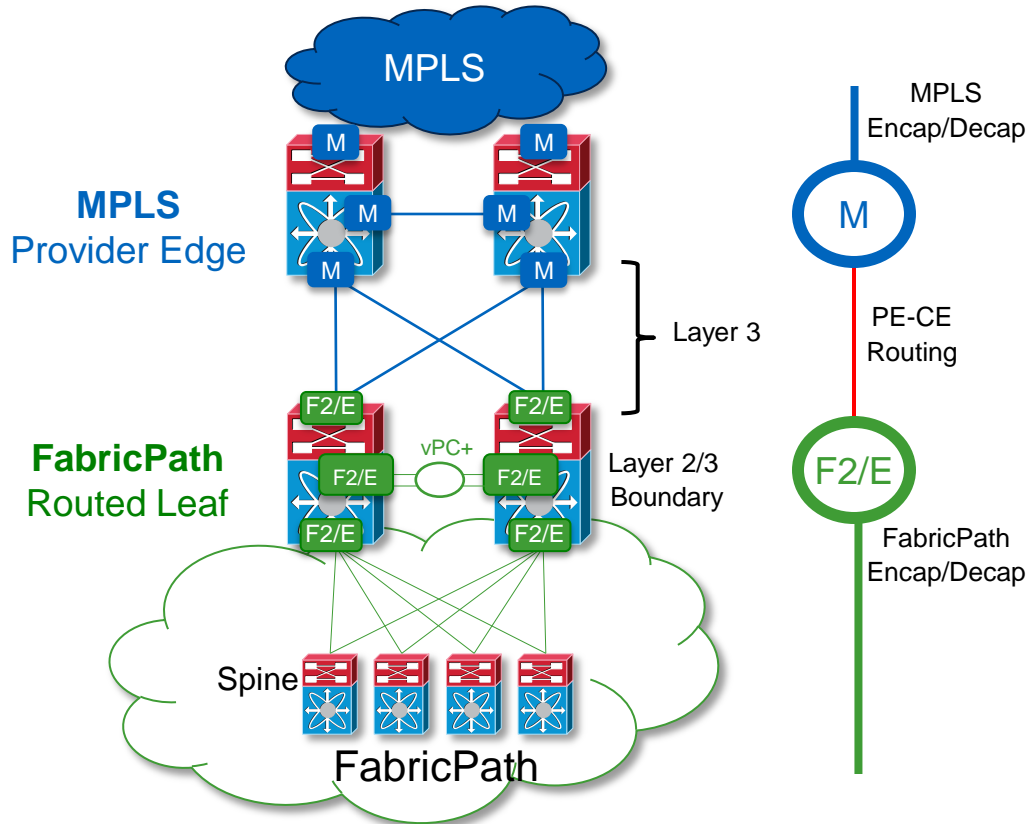 MPLS
MPLS
Encap/Decap
M
M
MPLS
Provider Edge
M
M
M
M
M
PE-CE
Routing
Layer 3
F2/E
F2/E
vPC+
FabricPath
Routed Leaf
F2/E
F2/E
Layer 2/3
Boundary
F2/E
F2/E
F2/E
FabricPath
Encap/Decap
Spine
FabricPath